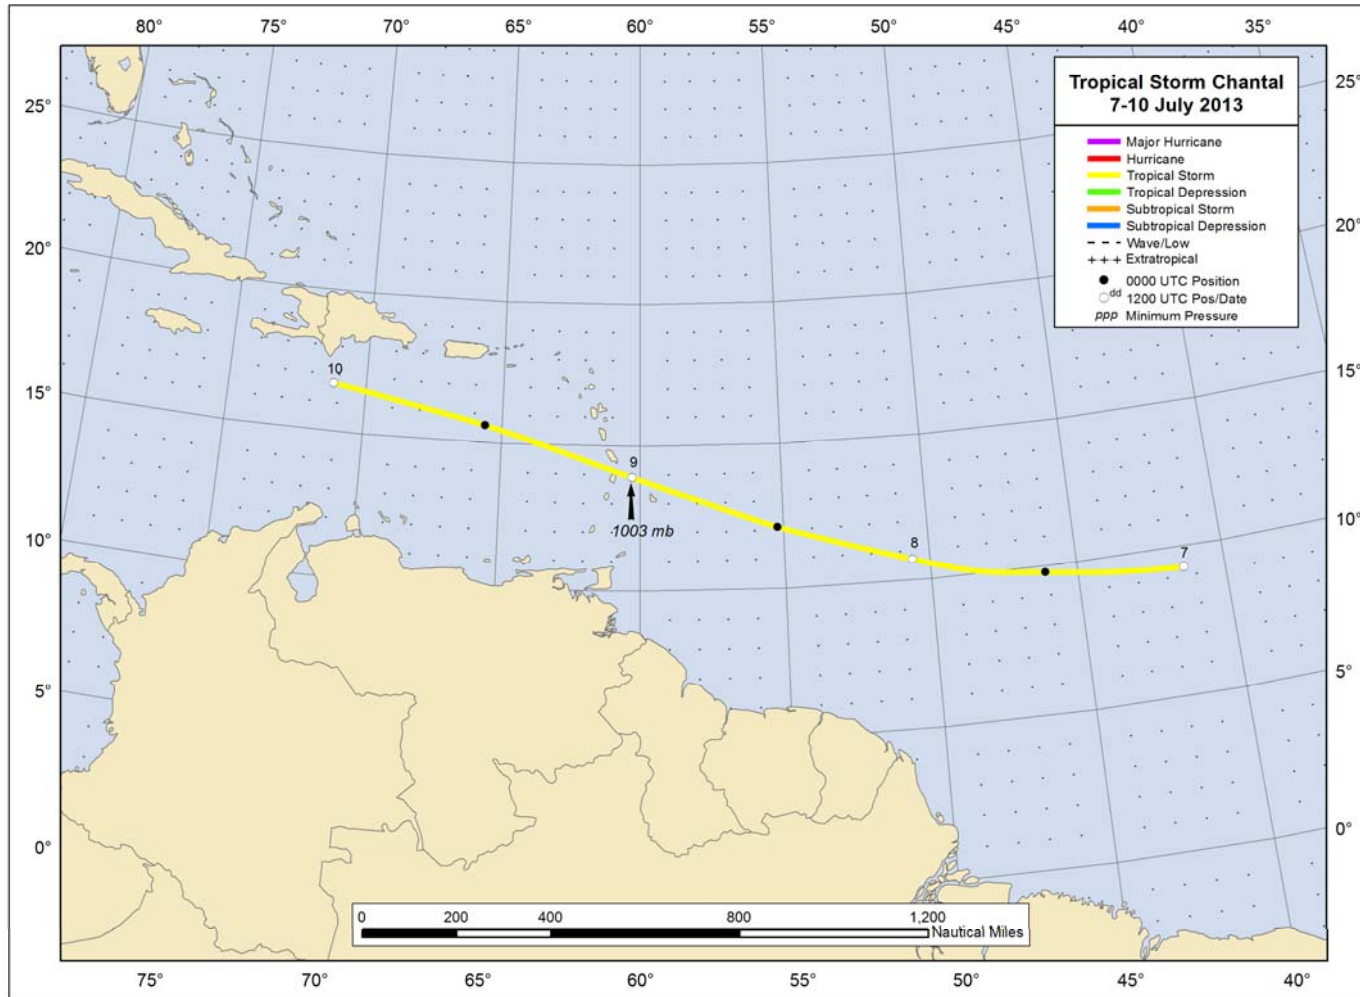 80° 75° 70° 65° 60° 55° 50° 45° 40° 35°
Tropical Storm Chantal
7-10 July 2013
Major Hurricane
Hurricane
Tropical Storm
Tropical Depression
Subtropical Storm
Subtropical Depression
Wave/Low
+++ Extratropical
0000 UTC Position
dd 1200 UTC Pos/Date
ppp Minimum Pressure
25° 25°
20° 20°
15° 15°
10° 10°
5° 5°
0° 0°
10
9
1003 mb
8
7
0 200 400 800 1,200
Nautical Miles
75° 70° 65° 60° 55° 50° 45° 40°